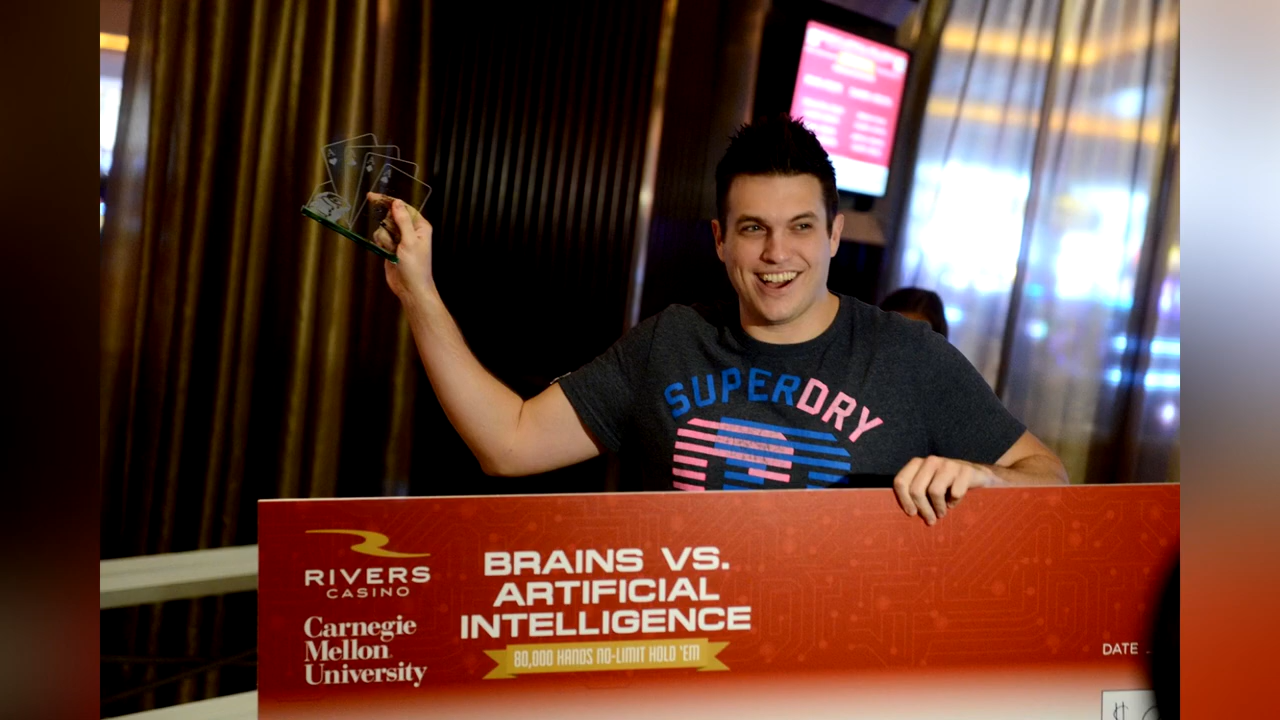 SUPERDRY
RIVERS
CASINO
Carnegie
Mellon
University
BRAINS VS.
ARTIFICIAL
INTELLIGENCE
80,000 HANDS NO-LIMIT HOLD 'EM
DATE
$